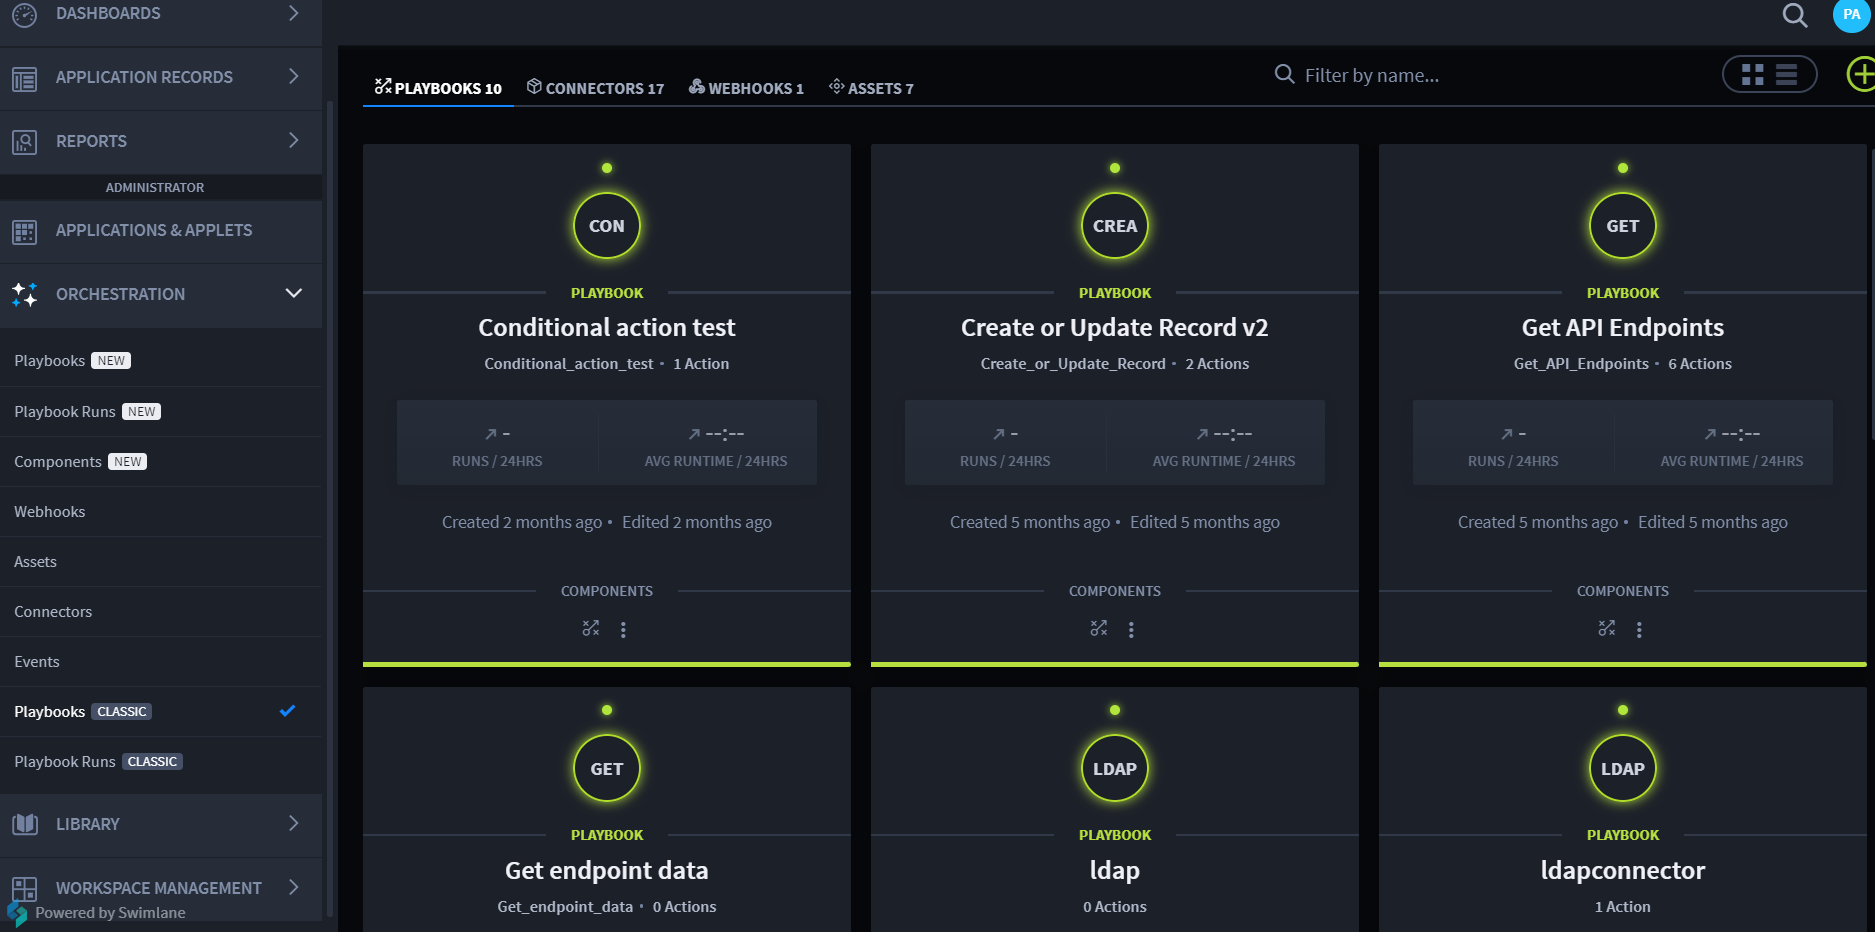 DASHBOARDS
APPLICATION RECORDS
REPORTS
ADMINISTRATOR
APPLICATIONS & APPLETS
ORCHESTRATION
Playbooks NEW
Playbook Runs NEW
Components NEW
Webhooks
Assets
Connectors
Events
Playbooks CLASSIC
Playbook Runs CLASSIC
LIBRARY
WORKSPACE MANAGEMENT
Powered by Swimlane
PA
PLAYBOOKS 10 CONNECTORS 17 WEBHOOKS 1 ASSETS 7
Filter by name...
CON
PLAYBOOK
Conditional action test
Conditional_action_test • 1 Action
- --:--
RUNS / 24HRS AVG RUNTIME / 24HRS
Created 2 months ago • Edited 2 months ago
COMPONENTS
CREA
PLAYBOOK
Create or Update Record v2
Create_or_Update_Record • 2 Actions
- --:--
RUNS / 24HRS AVG RUNTIME / 24HRS
Created 5 months ago • Edited 5 months ago
COMPONENTS
GET
PLAYBOOK
Get API Endpoints
Get_API_Endpoints • 6 Actions
- --:--
RUNS / 24HRS AVG RUNTIME / 24HRS
Created 5 months ago • Edited 5 months ago
COMPONENTS
GET
PLAYBOOK
Get endpoint data
Get_endpoint_data • 0 Actions
LDAP
PLAYBOOK
ldap
0 Actions
LDAP
PLAYBOOK
ldapconnector
1 Action